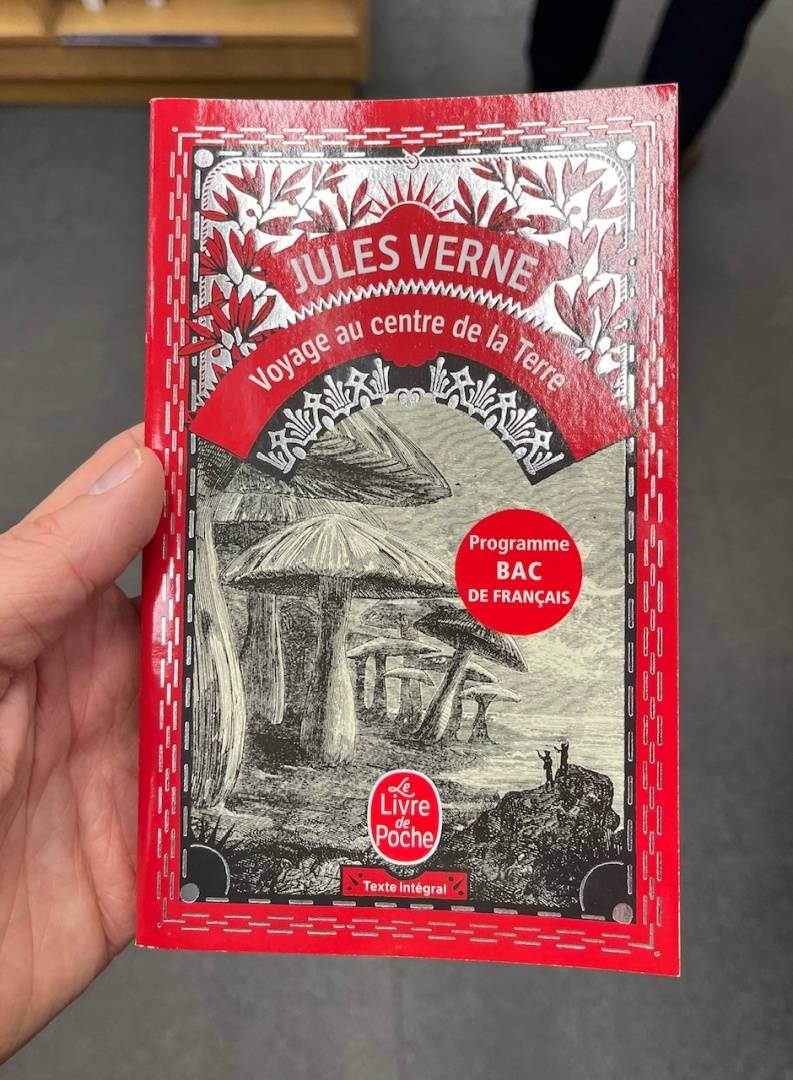 JULES VERNE
Voyage au centre de la Terre
Programme
BAC
DE FRANÇAIS
Le
Livre
de
Poche
Texte intégral